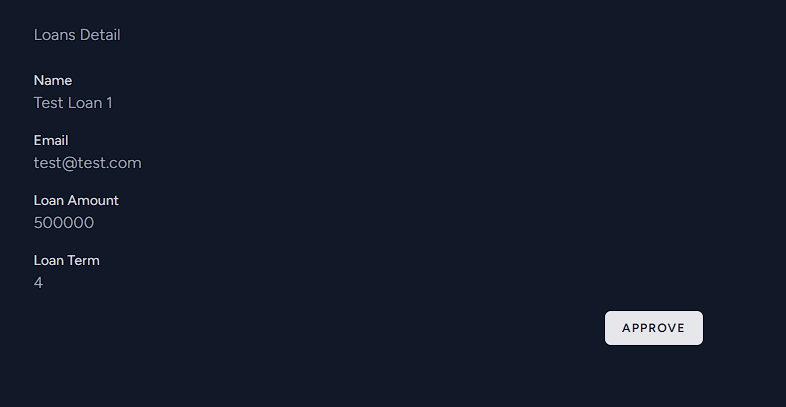 Loans Detail
Name
Test Loan 1
Email
test@test.com
Loan Amount
500000
Loan Term
4
APPROVE